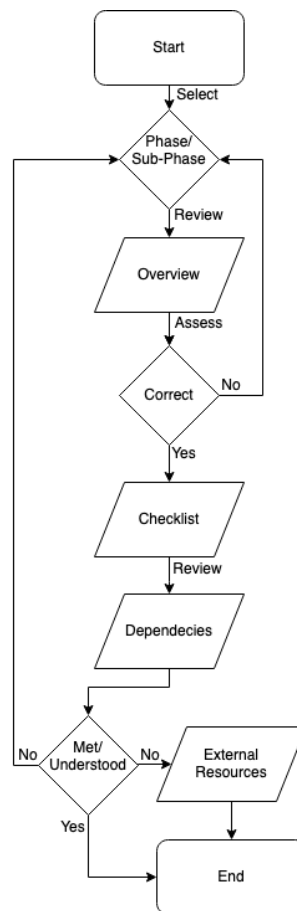 Start
Select
Phase/
Sub-Phase
Review
Overview
Assess
Correct
No
Yes
Checklist
Review
Dependecies
No
Met/
Understood
No
External
Resources
Yes
End